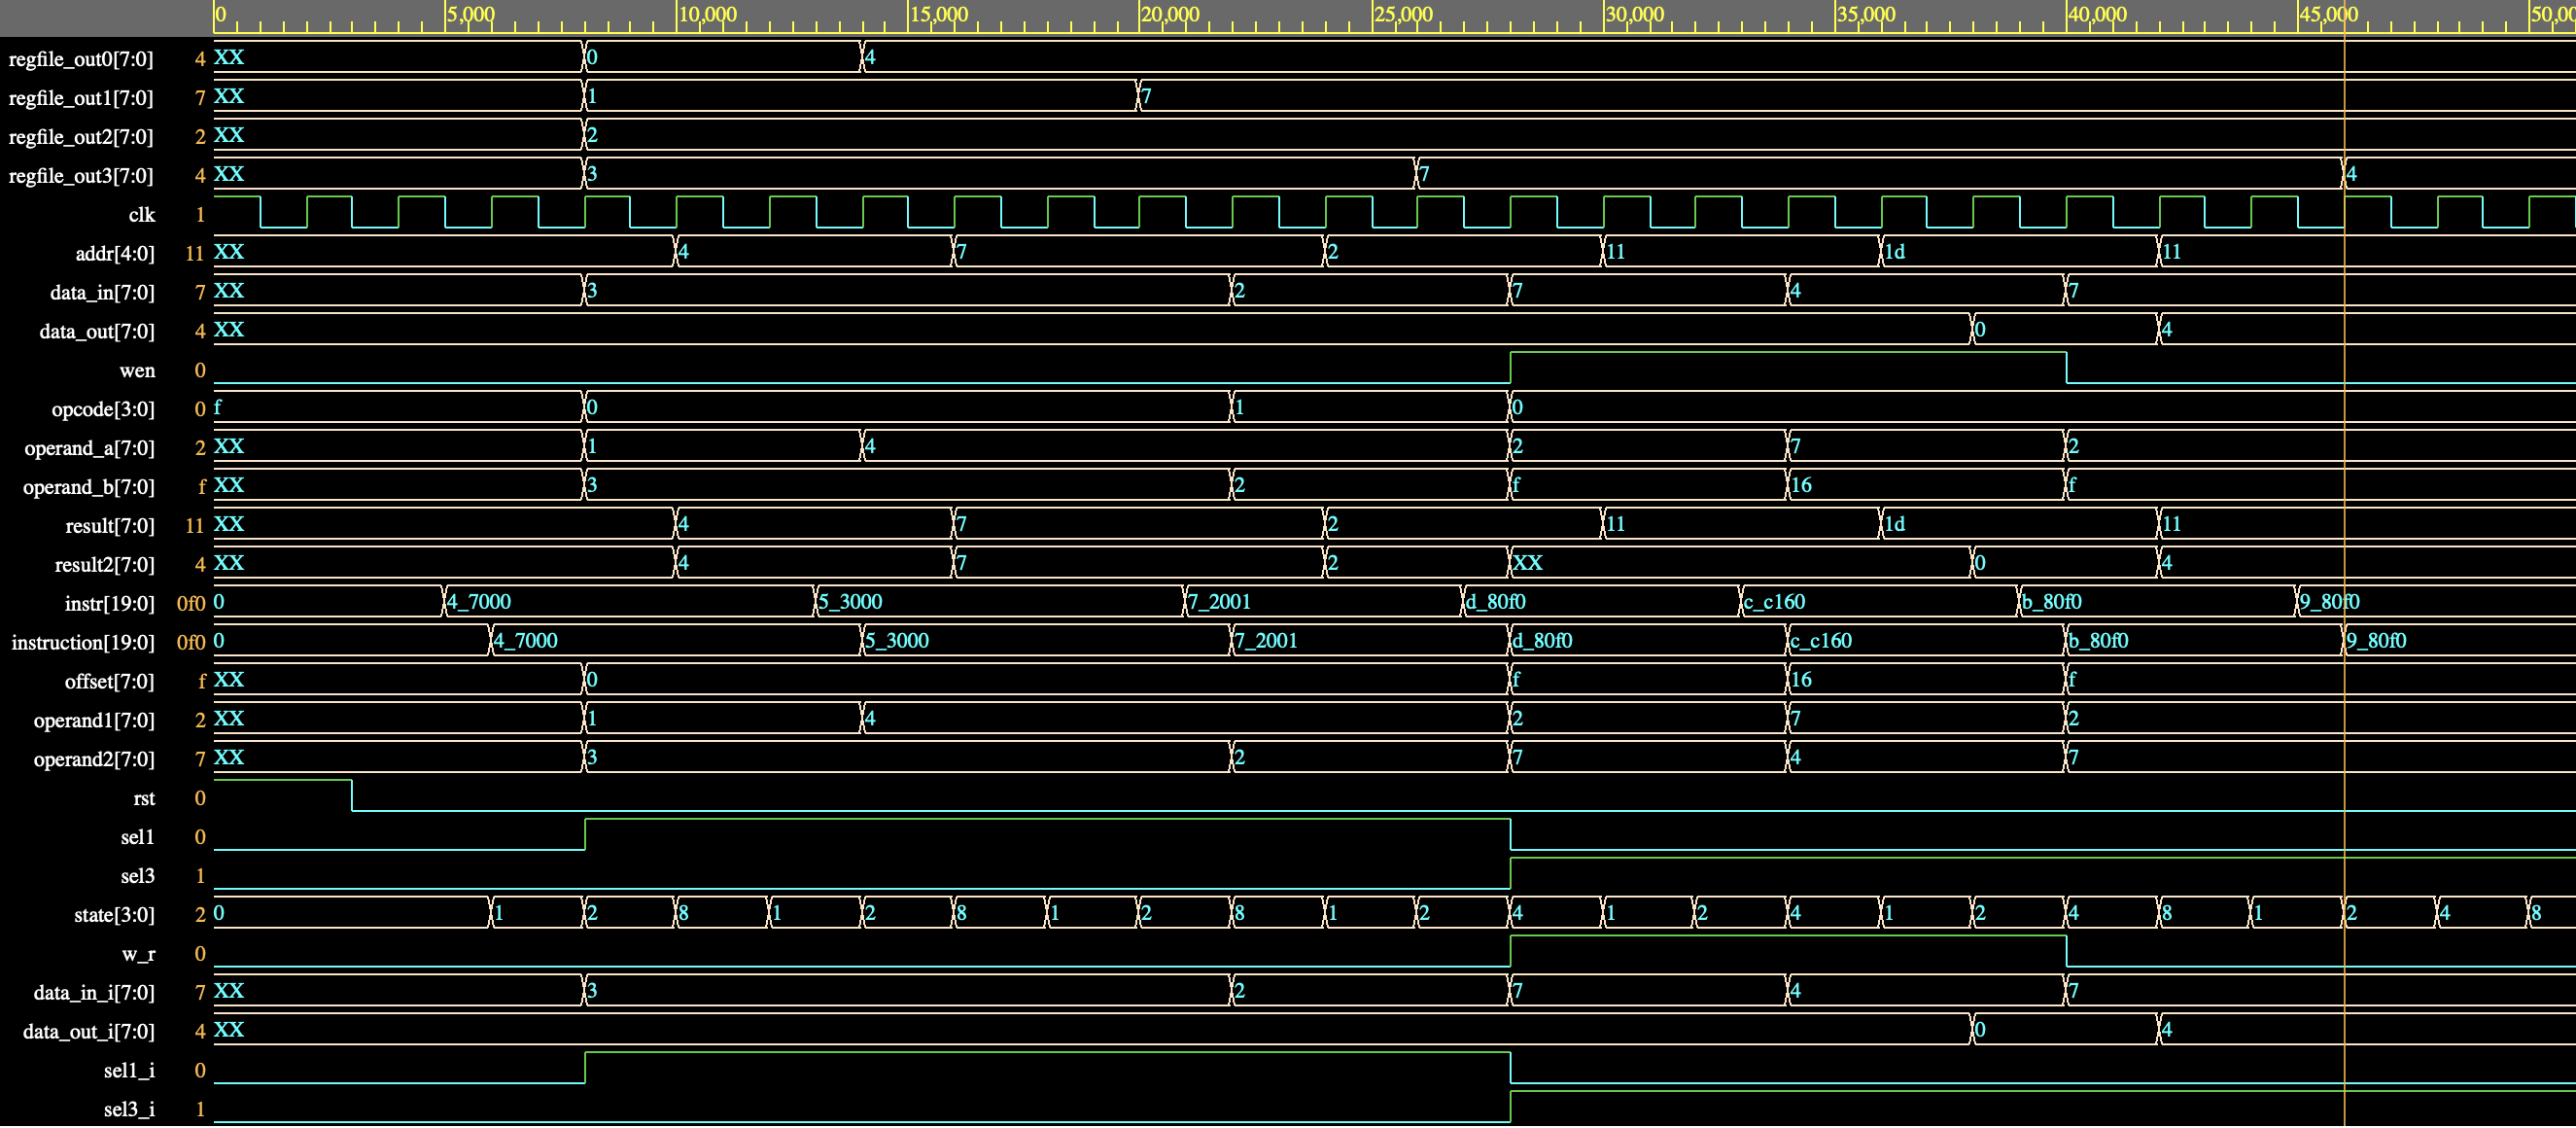 0 5,000 10,000 15,000 20,000 25,000 30,000 35,000 40,000 45,000 50,0
regfile_out0[7:0] 4 XX 0 4
regfile_out1[7:0] 7 XX 1 7
regfile_out2[7:0] 2 XX 2
regfile_out3[7:0] 4 XX 3 7 4
clk 1
addr[4:0] 11 XX 4 7 2 11 1d 11
data_in[7:0] 7 XX 3 2 7 4 7
data_out[7:0] 4 XX 0 4
wen 0
opcode[3:0] 0 f 0 1 0
operand_a[7:0] 2 XX 1 4 2 7 2
operand_b[7:0] f XX 3 2 f 16 f
result[7:0] 11 XX 4 7 2 11 1d 11
result2[7:0] 4 XX 4 7 2 XX 0 4
instr[19:0] 0f0 0 4_7000 5_3000 7_2001 d_80f0 c_c160 b_80f0 9_80f0
instruction[19:0] 0f0 0 4_7000 5_3000 7_2001 d_80f0 c_c160 b_80f0 9_80f0
offset[7:0] f XX 0 f 16 f
operand1[7:0] 2 XX 1 4 2 7 2
operand2[7:0] 7 XX 3 2 7 4 7
rst 0
sel1 0
sel3 1
state[3:0] 2 0 1 2 8 1 2 8 1 2 8 1 2 4 1 2 4 1 2 4 8 1 2 4 8
w_r 0
data_in_i[7:0] 7 XX 3 2 7 4 7
data_out_i[7:0] 4 XX 0 4
sel1_i 0
sel3_i 1